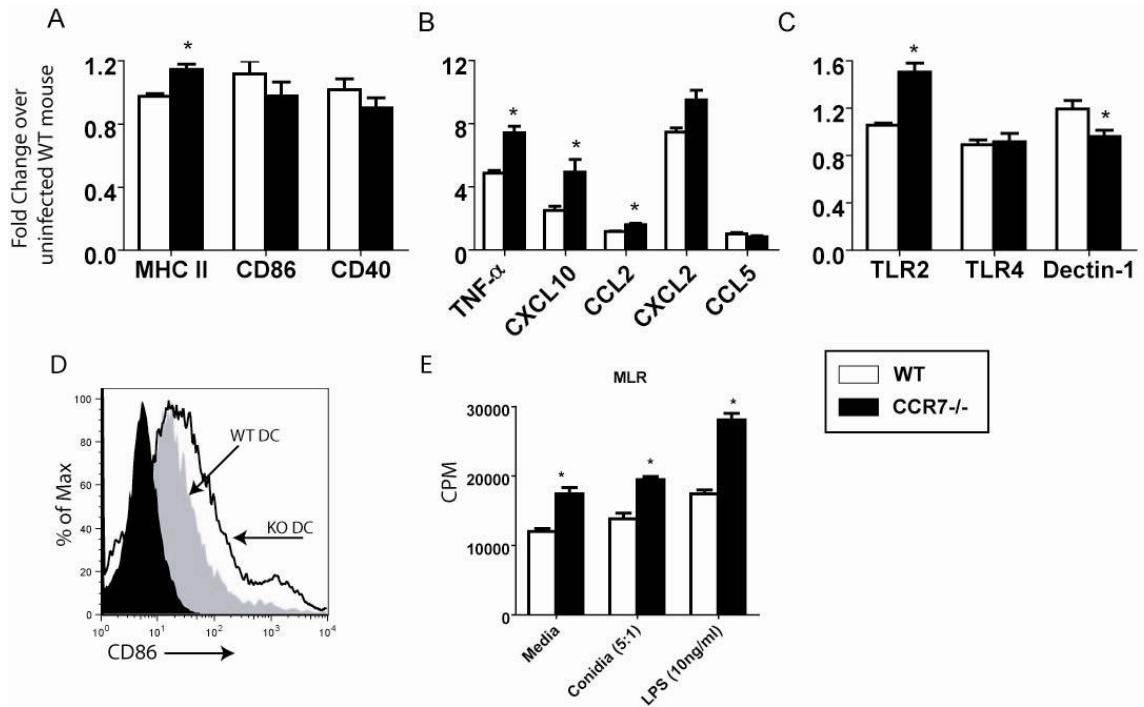 A
B
C
Fold Change over
uninfected WT mouse
1.2
0.8
0.4
0.0
*
MHC II
CD86
CD40
12
8
4
0
*
*
*
TNF-α
CXCL10
CCL2
CXCL2
CCL5
1.6
1.2
0.8
0.4
0.0
*
*
TLR2
TLR4
Dectin-1
D
% of Max
100
80
60
40
20
0
10⁰
10¹
10²
10³
10⁴
WT DC
KO DC
CD86
E
MLR
CPM
30000
20000
10000
0
*
*
*
Media
Conidia (5:1)
LPS (10ng/ml)
WT
CCR7-/-